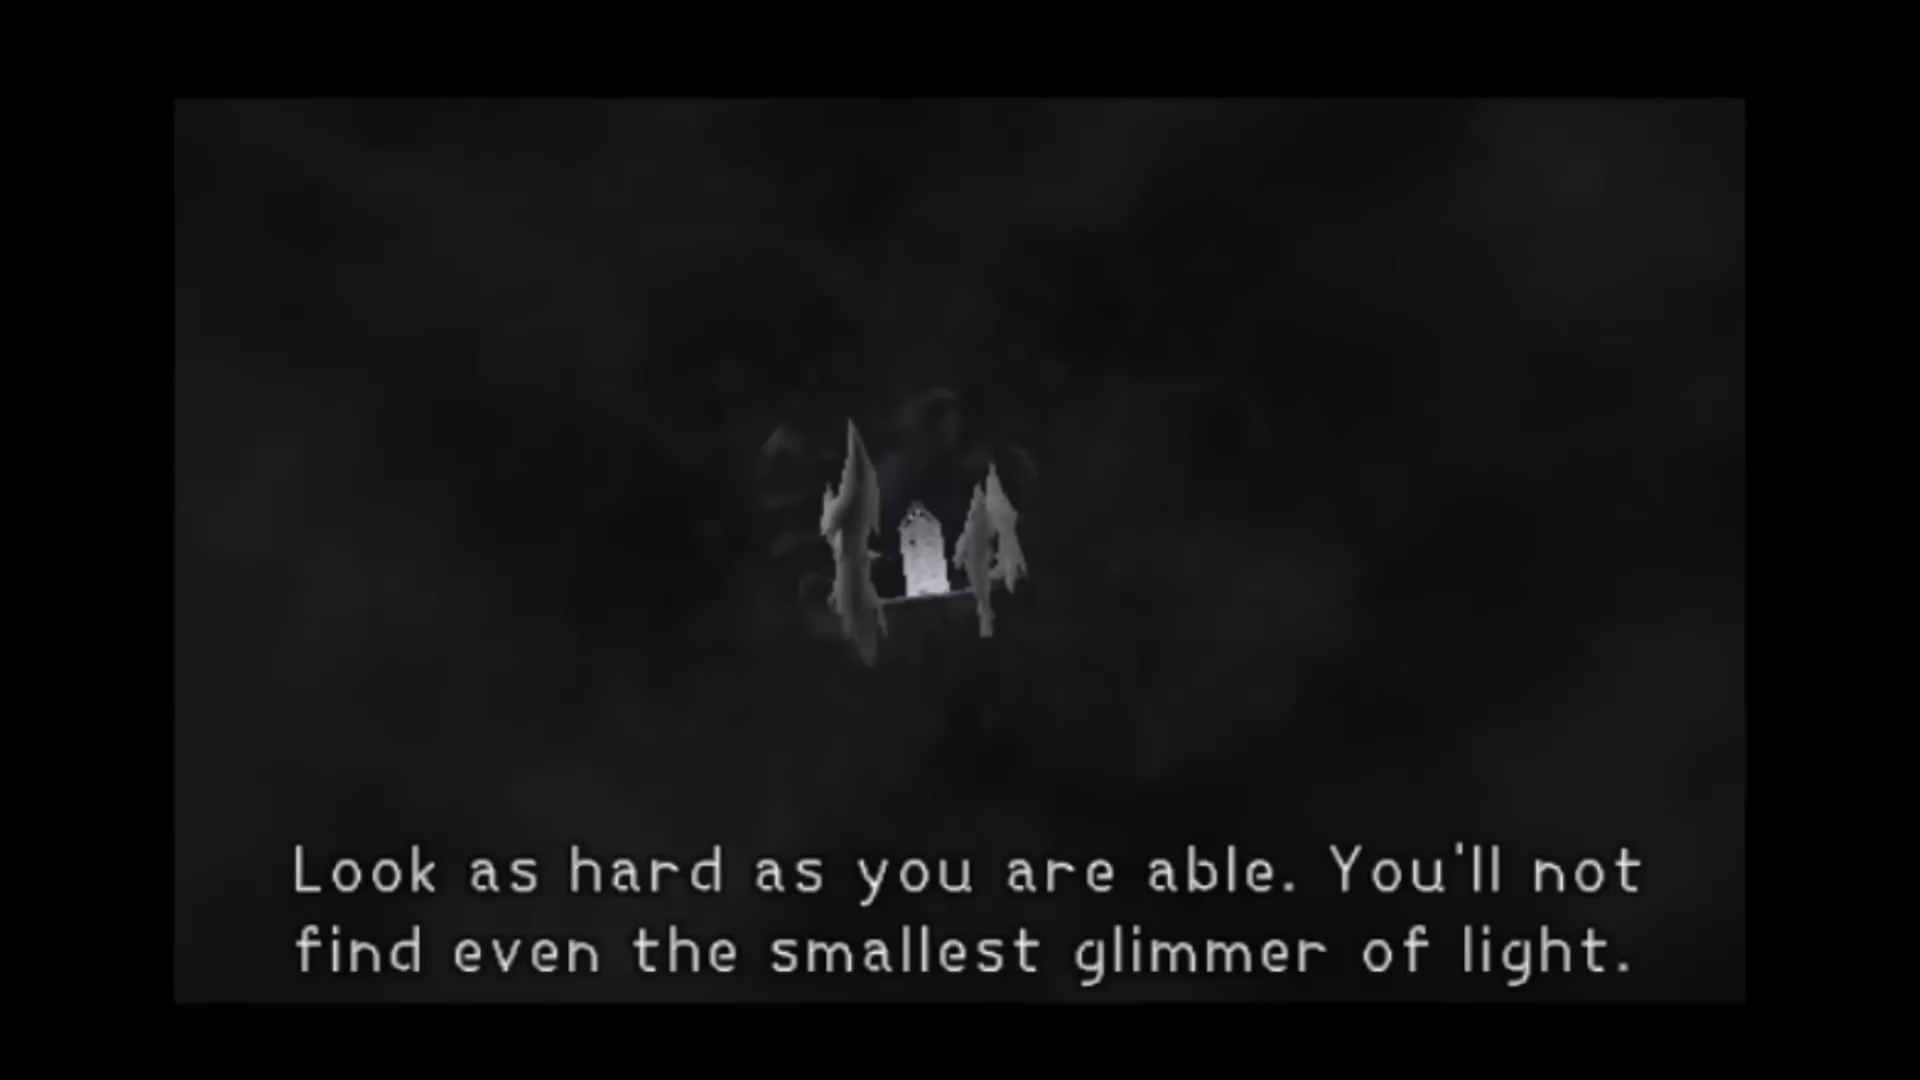 Look as hard as you are able. You'll not
find even the smallest glimmer of light.